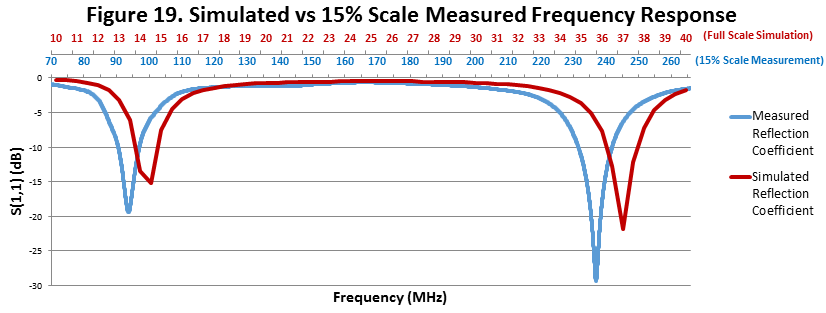 Figure 19. Simulated vs 15% Scale Measured Frequency Response
10 11 12 13 14 15 16 17 18 19 20 21 22 23 24 25 26 27 28 29 30 31 32 33 34 35 36 37 38 39 40 (Full Scale Simulation)
70 80 90 100 110 120 130 140 150 160 170 180 190 200 210 220 230 240 250 260 (15% Scale Measurement)
0
-5
-10
-15
-20
-25
-30
S(1,1) (dB)
Frequency (MHz)
Measured
Reflection
Coefficient
Simulated
Reflection
Coefficient